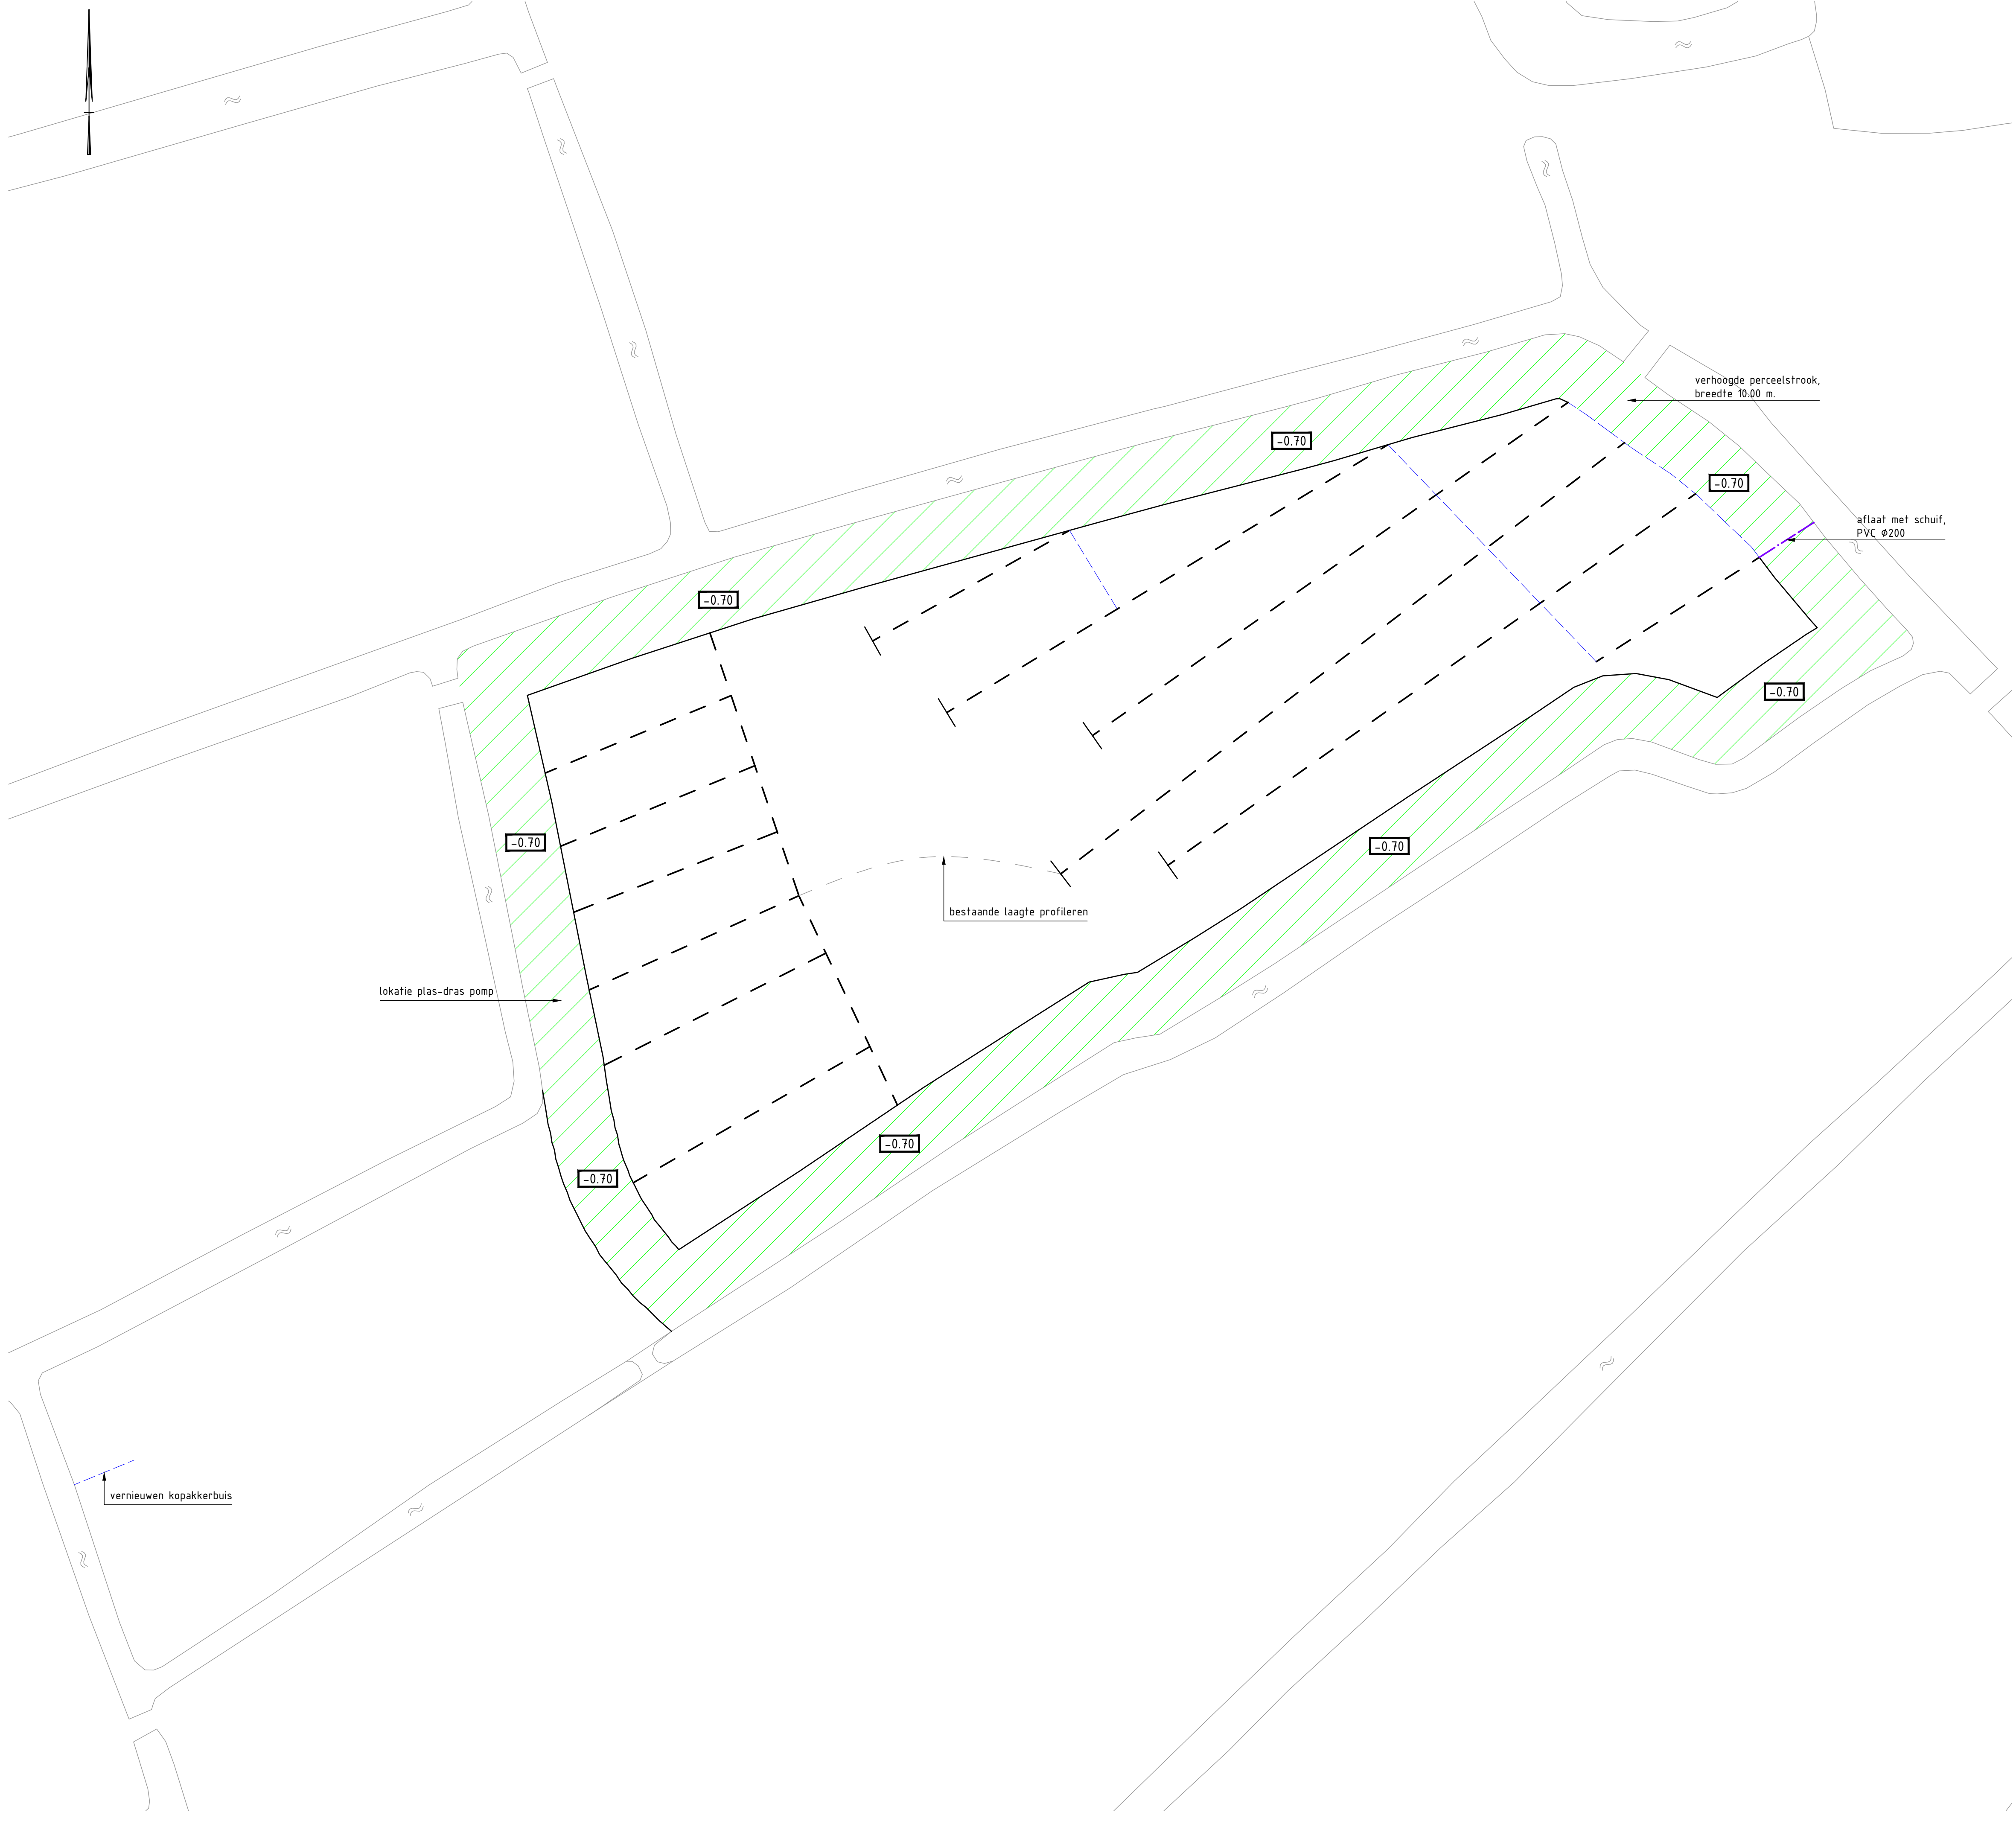 verhoogde perceelstrook,
breedte 10.00 m.
-0.70
-0.70
aflaat met schuif,
PVC Ø200
-0.70
-0.70
-0.70
-0.70
bestaande laagte profileren
lokatie plas-dras pomp
-0.70
-0.70
vernieuwen kopakkerbuis